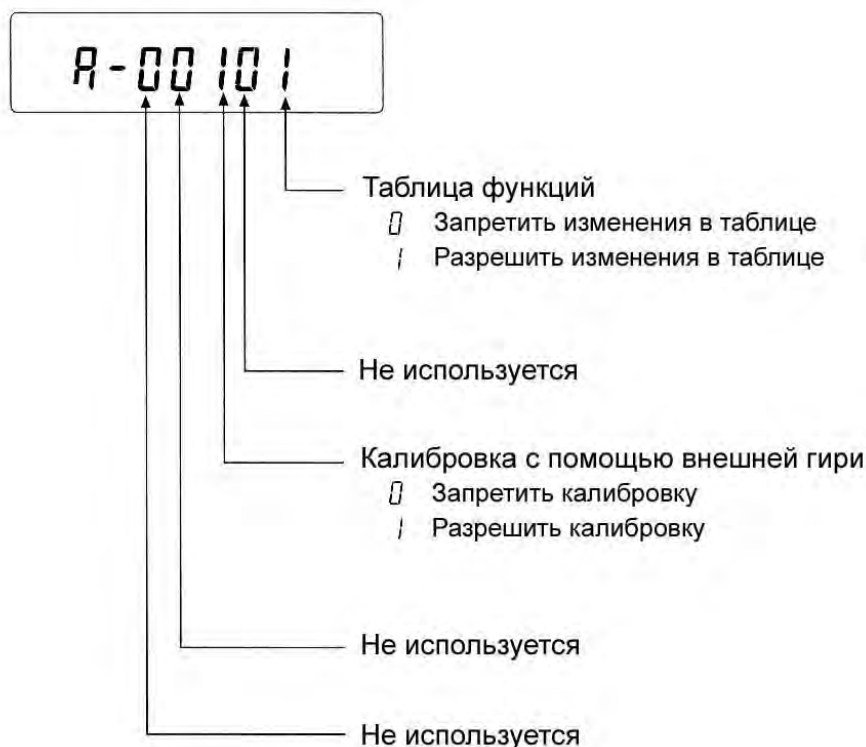 A-00101
Таблица функций
0 Запретить изменения в таблице
1 Разрешить изменения в таблице
Не используется
Калибровка с помощью внешней гири
0 Запретить калибровку
1 Разрешить калибровку
Не используется
Не используется